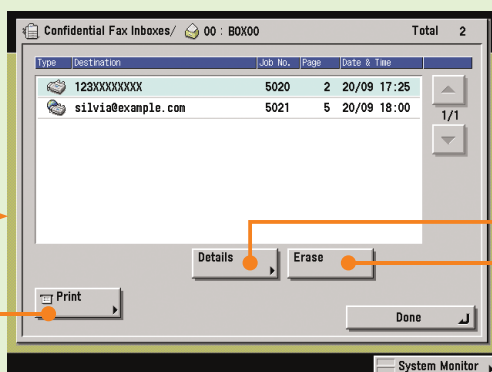 Confidential Fax Inboxes/ 00 : BOX00 Total 2
Type Destination Job No. Page Date & Time
123XXXXXXXX 5020 2 20/09 17:25
silvia@example.com 5021 5 20/09 18:00
1/1
Details Erase
Print
Done
System Monitor